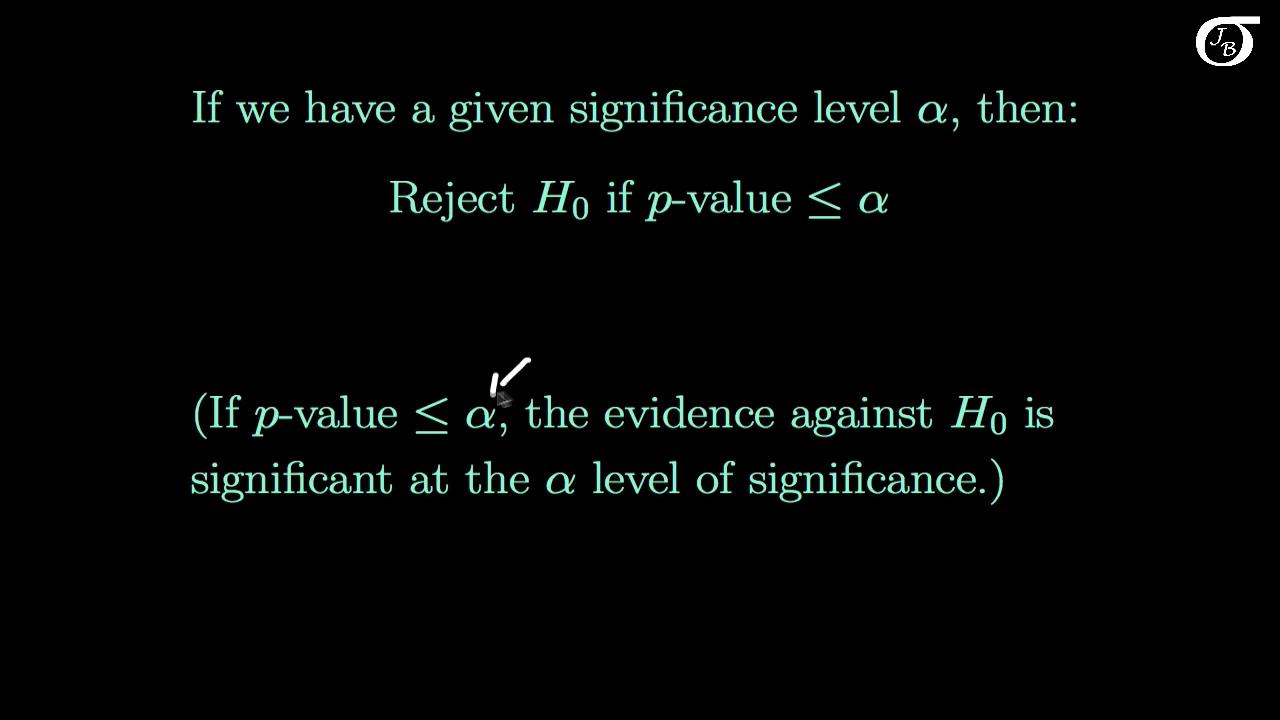 JB
If we have a given significance level α, then:
Reject H₀ if p-value ≤ α
(If p-value ≤ α, the evidence against H₀ is
significant at the α level of significance.)